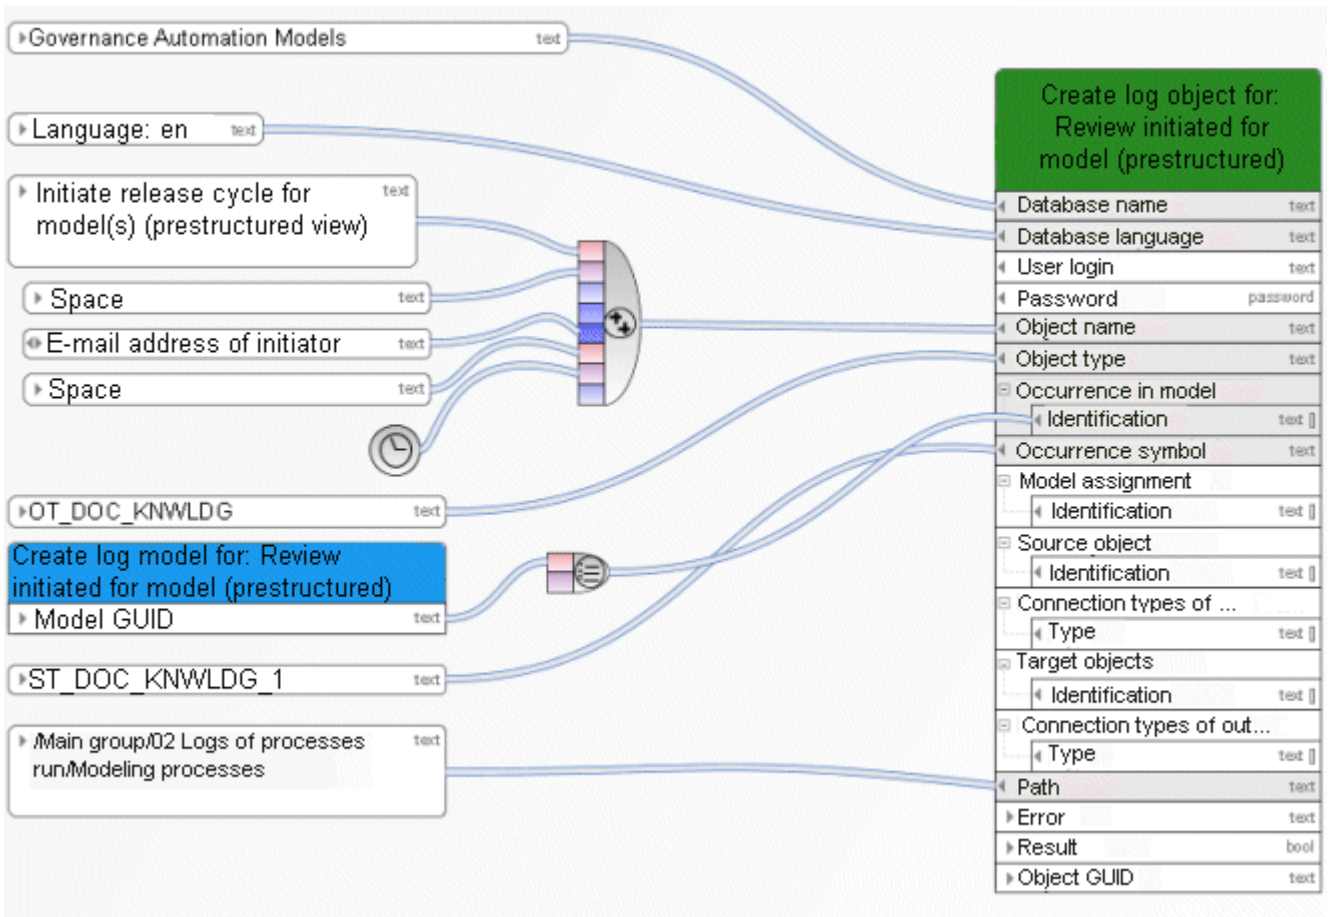 Governance Automation Models text
Language: en text
Initiate release cycle for text
model(s) (prestructured view)
Space text
E-mail address of initiator text
Space text
OT_DOC_KNWLDG text
Create log model for: Review
initiated for model (prestructured)
Model GUID text
ST_DOC_KNWLDG_1 text
/Main group/02 Logs of processes text
run/Modeling processes
Create log object for:
Review initiated for
model (prestructured)
Database name text
Database language text
User login text
Password password
Object name text
Object type text
Occurrence in model
Identification text []
Occurrence symbol text
Model assignment
Identification text []
Source object
Identification text []
Connection types of ...
Type text []
Target objects
Identification text []
Connection types of out...
Type text []
Path text
Error text
Result bool
Object GUID text